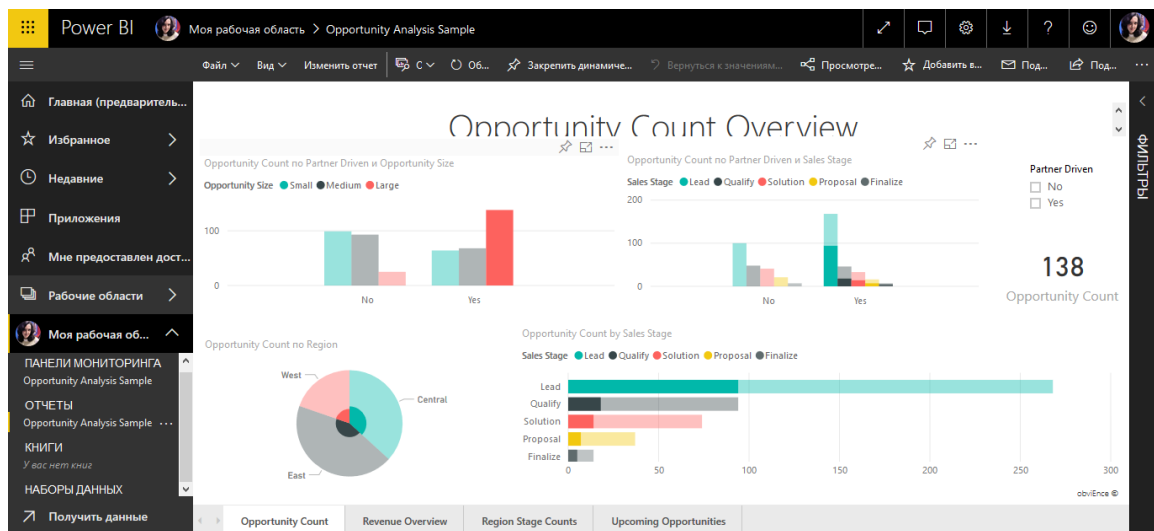 Power BI
Моя рабочая область > Opportunity Analysis Sample
?
Файл
Вид
Изменить отчет
С
Об...
Закрепить динамиче...
Вернуться к значениям...
Просмотре...
Добавить в...
Под...
Под...
...
Главная (предваритель...
Избранное
Недавние
Приложения
Мне предоставлен дост...
Рабочие области
Моя рабочая об...
ПАНЕЛИ МОНИТОРИНГА
Opportunity Analysis Sample
ОТЧЕТЫ
Opportunity Analysis Sample ...
КНИГИ
У вас нет книг
НАБОРЫ ДАННЫХ
Получить данные
Opportunity Count Overview
Opportunity Count по Partner Driven и Opportunity Size
Opportunity Size Small Medium Large
100
0
No
Yes
Opportunity Count по Partner Driven и Sales Stage
Sales Stage Lead Qualify Solution Proposal Finalize
200
100
0
No
Yes
Partner Driven
No
Yes
138
Opportunity Count
ФИЛЬТРЫ
Opportunity Count по Region
West
Central
East
Opportunity Count by Sales Stage
Sales Stage Lead Qualify Solution Proposal Finalize
Lead
Qualify
Solution
Proposal
Finalize
0 50 100 150 200 250 300
obviEnce ©
Opportunity Count
Revenue Overview
Region Stage Counts
Upcoming Opportunities